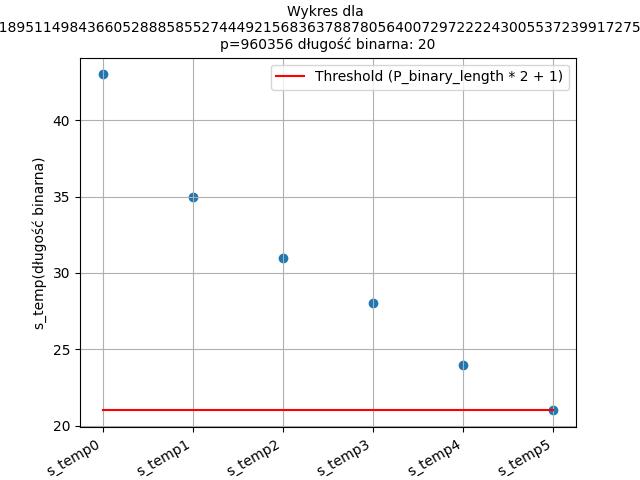 Wykres dla
1895114984366052888585527444921568363788780564007297222243005537239917275
p=960356 długość binarna: 20
Threshold (P_binary_length * 2 + 1)
40
35
30
25
20
s_temp(długość binarna)
s_temp0 s_temp1 s_temp2 s_temp3 s_temp4 s_temp5